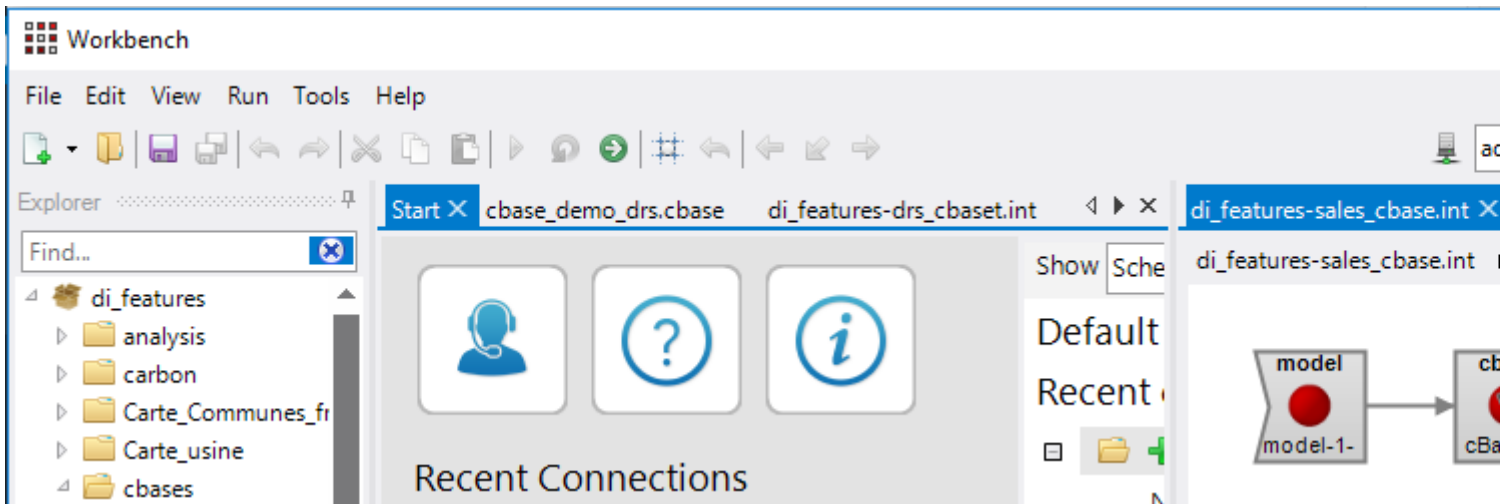 Workbench
File Edit View Run Tools Help
Explorer
Find...
di_features
analysis
carbon
Carte_Communes_fr
Carte_usine
cbases
Start cbase_demo_drs.cbase di_features-drs_cbaset.int
Show Sche
Default
Recent
Recent Connections
di_features-sales_cbase.int
di_features-sales_cbase.int
model
model-1-
cb
cBa